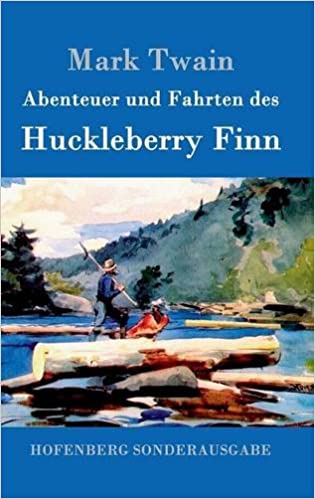 Mark Twain
Abenteuer und Fahrten des
Huckleberry Finn
HOFENBERG SONDERAUSGABE